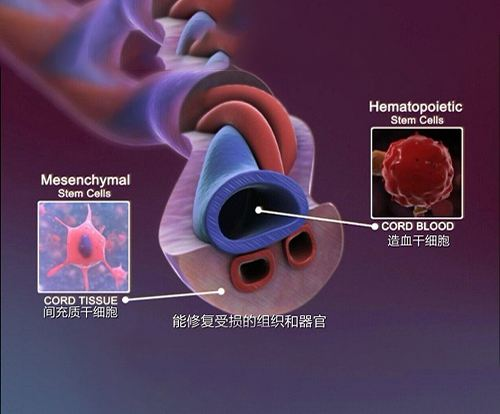 Hematopoietic
Stem Cells
CORD BLOOD
造血干细胞
Mesenchymal
Stem Cells
CORD TISSUE
间充质干细胞
能修复受损的组织和器官